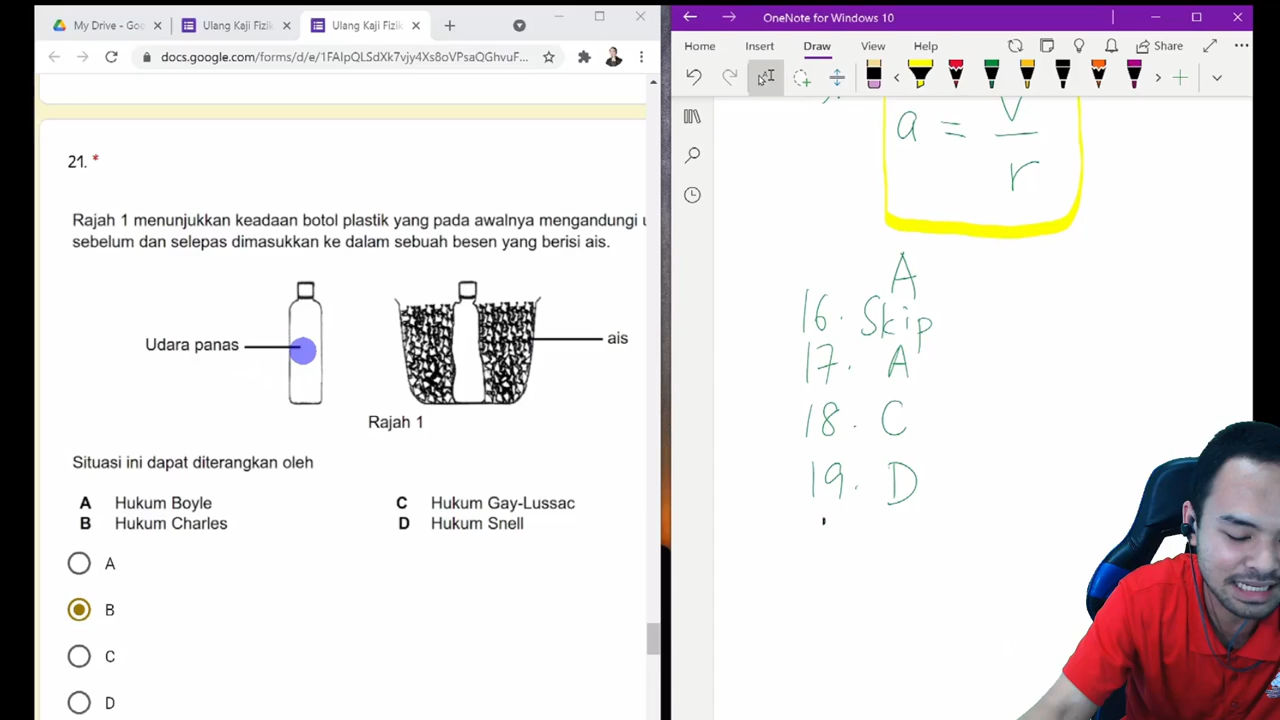 My Drive - Goo
Ulang Kaji Fizik
Ulang Kaji Fizik
docs.google.com/forms/d/e/1FAIpQLSdXk7vjy4Xs8oVPsaQGhvuF...
21. *
Rajah 1 menunjukkan keadaan botol plastik yang pada awalnya mengandungi u
sebelum dan selepas dimasukkan ke dalam sebuah besen yang berisi ais.
Udara panas
ais
Rajah 1
Situasi ini dapat diterangkan oleh
A Hukum Boyle
C Hukum Gay-Lussac
B Hukum Charles
D Hukum Snell
A
B
C
D
OneNote for Windows 10
Home Insert Draw View Help
Share
a = v
r
A
16. Skip
17. A
18. C
19. D